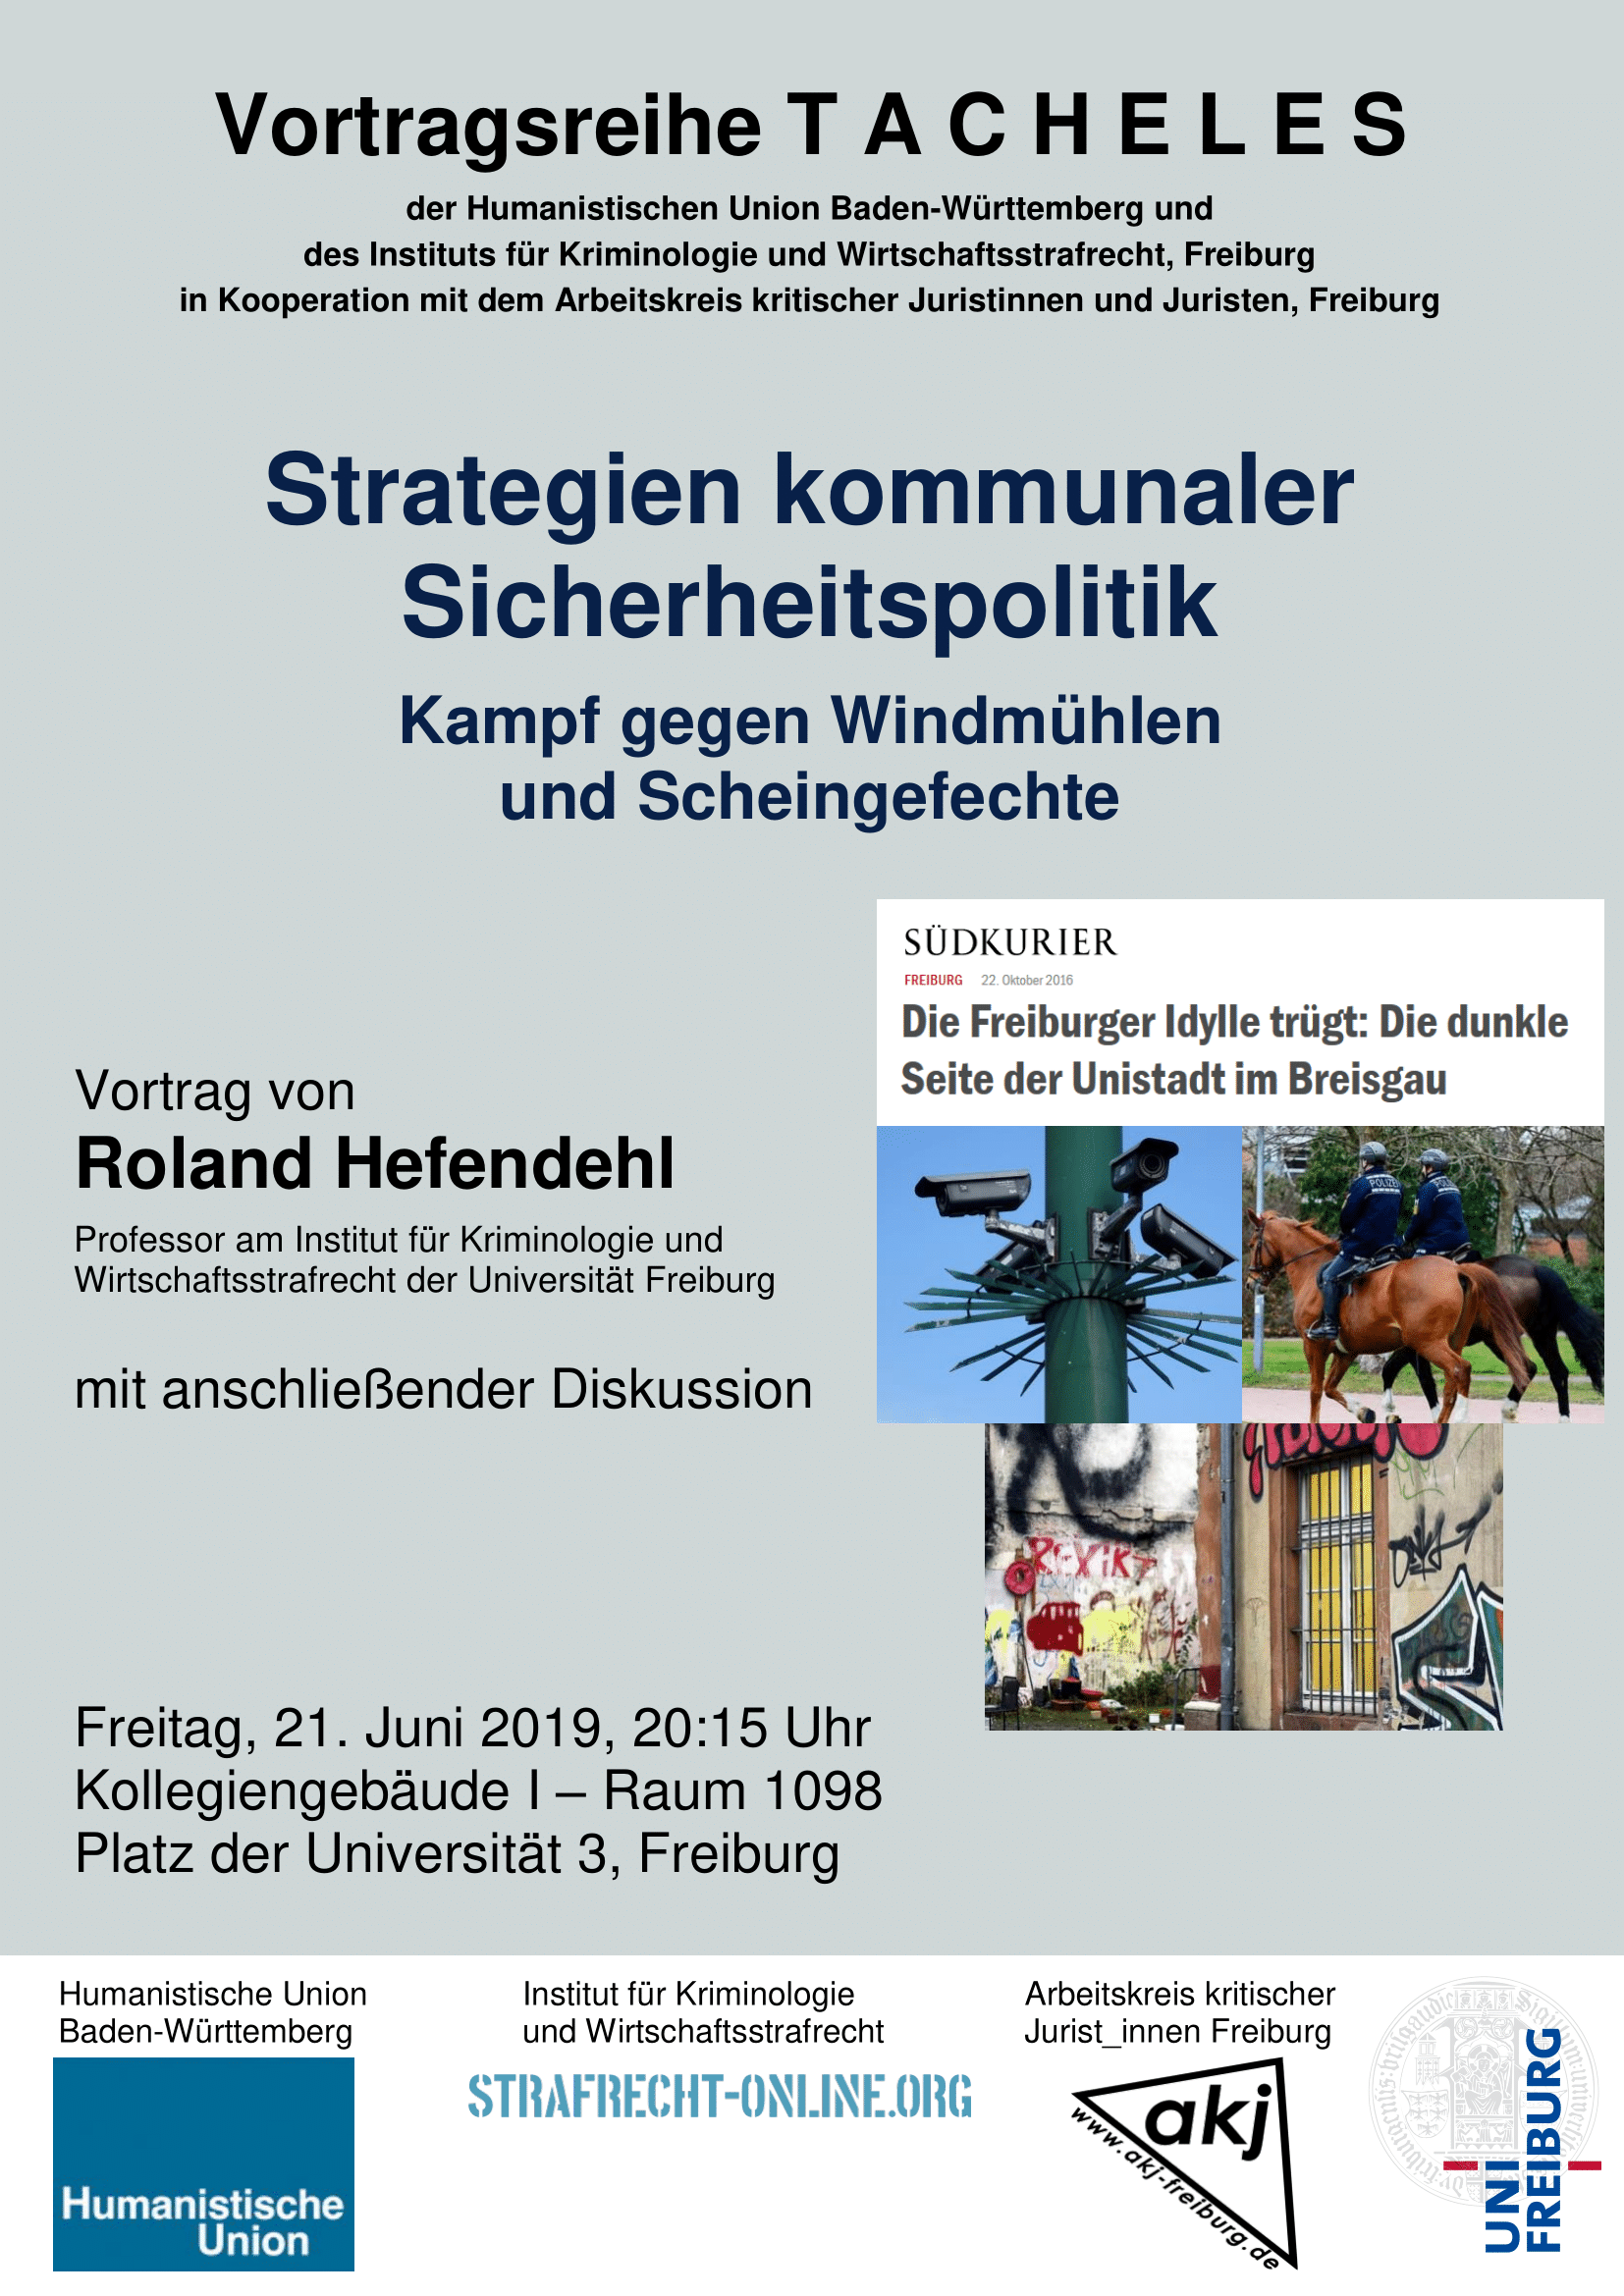 Vortragsreihe T A C H E L E S
der Humanistischen Union Baden-Württemberg und
des Instituts für Kriminologie und Wirtschaftsstrafrecht, Freiburg
in Kooperation mit dem Arbeitskreis kritischer Juristinnen und Juristen, Freiburg
Strategien kommunaler
Sicherheitspolitik
Kampf gegen Windmühlen
und Scheingefechte
SÜDKURIER
FREIBURG 22. Oktober 2016
Die Freiburger Idylle trügt: Die dunkle
Seite der Unistadt im Breisgau
POLIZEI
Vortrag von
Roland Hefendehl
Professor am Institut für Kriminologie und
Wirtschaftsstrafrecht der Universität Freiburg
mit anschließender Diskussion
Freitag, 21. Juni 2019, 20:15 Uhr
Kollegiengebäude I – Raum 1098
Platz der Universität 3, Freiburg
Humanistische Union
Baden-Württemberg
Humanistische
Union
Institut für Kriminologie
und Wirtschaftsstrafrecht
STRAFRECHT-ONLINE.ORG
Arbeitskreis kritischer
Jurist_innen Freiburg
akj
www.akj-freiburg.de
UNI
FREIBURG